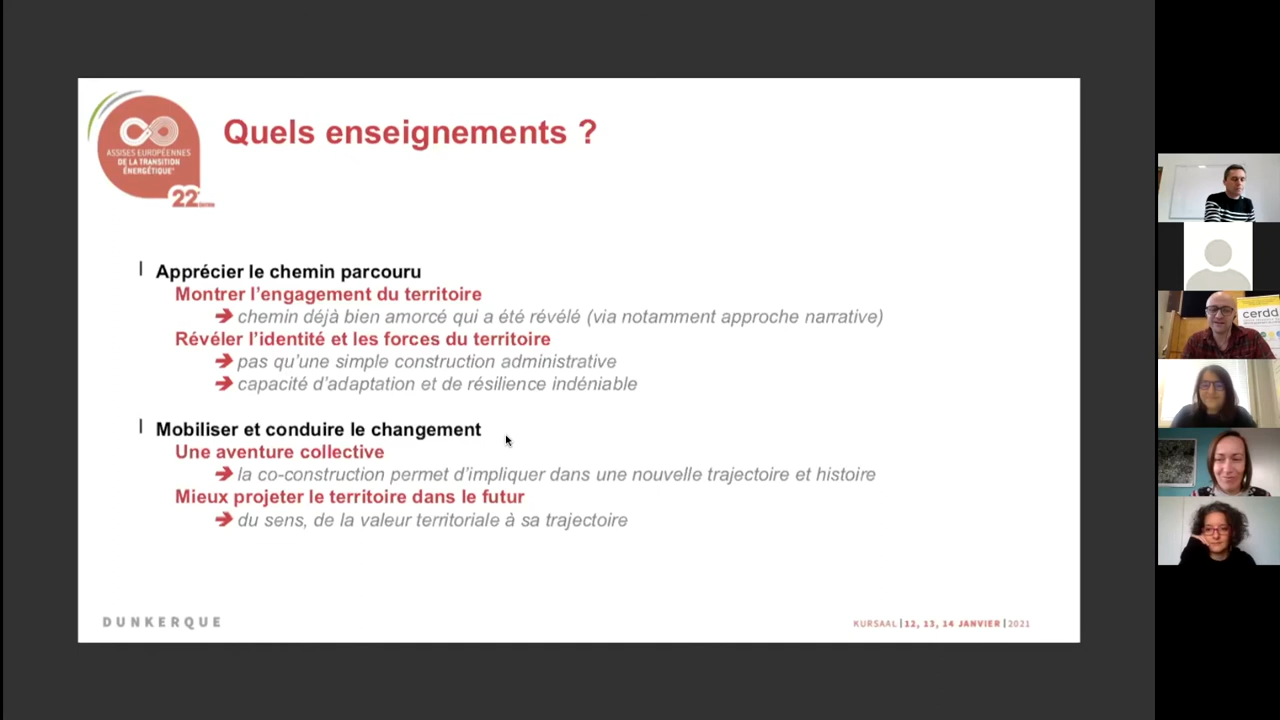 ASSISES EUROPÉENNES
DE LA TRANSITION
ÉNERGÉTIQUE
22e
Quels enseignements ?
Apprécier le chemin parcouru
Montrer l'engagement du territoire
➔ chemin déjà bien amorcé qui a été révélé (via notamment approche narrative)
Révéler l'identité et les forces du territoire
➔ pas qu'une simple construction administrative
➔ capacité d'adaptation et de résilience indéniable
Mobiliser et conduire le changement
Une aventure collective
➔ la co-construction permet d'impliquer dans une nouvelle trajectoire et histoire
Mieux projeter le territoire dans le futur
➔ du sens, de la valeur territoriale à sa trajectoire
DUNKERQUE
KURSAAL | 12, 13, 14 JANVIER | 2021
cerdd